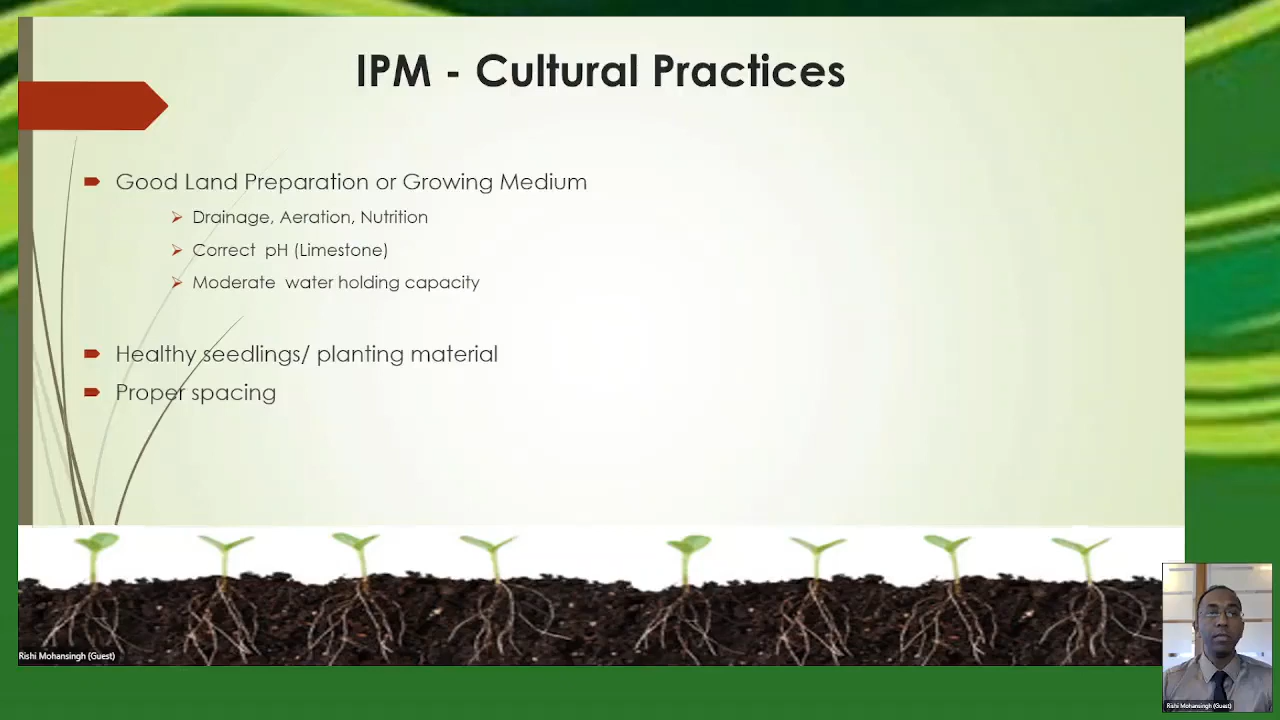 IPM - Cultural Practices
Good Land Preparation or Growing Medium
Drainage, Aeration, Nutrition
Correct pH (Limestone)
Moderate water holding capacity
Healthy seedlings/ planting material
Proper spacing
Rishi Mohansingh (Guest)
Rishi Mohansingh (Guest)